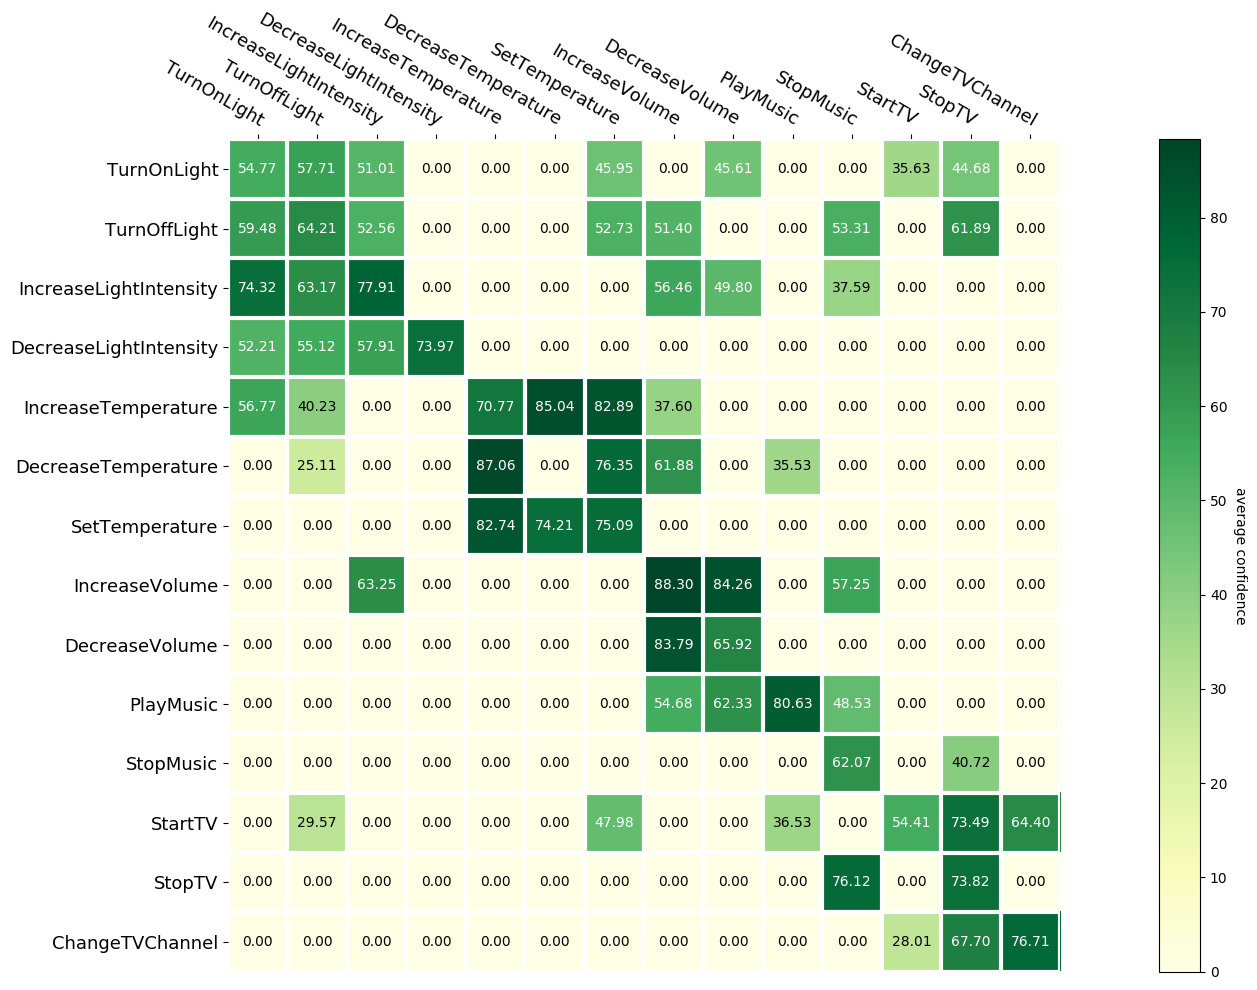 TurnOnLight TurnOffLight IncreaseLightIntensity DecreaseLightIntensity IncreaseTemperature DecreaseTemperature SetTemperature IncreaseVolume DecreaseVolume PlayMusic StopMusic StartTV StopTV ChangeTVChannel
TurnOnLight 54.77 57.71 51.01 0.00 0.00 0.00 45.95 0.00 45.61 0.00 0.00 35.63 44.68 0.00
TurnOffLight 59.48 64.21 52.56 0.00 0.00 0.00 52.73 51.40 0.00 0.00 53.31 0.00 61.89 0.00
IncreaseLightIntensity 74.32 63.17 77.91 0.00 0.00 0.00 0.00 56.46 49.80 0.00 37.59 0.00 0.00 0.00
DecreaseLightIntensity 52.21 55.12 57.91 73.97 0.00 0.00 0.00 0.00 0.00 0.00 0.00 0.00 0.00 0.00
IncreaseTemperature 56.77 40.23 0.00 0.00 70.77 85.04 82.89 37.60 0.00 0.00 0.00 0.00 0.00 0.00
DecreaseTemperature 0.00 25.11 0.00 0.00 87.06 0.00 76.35 61.88 0.00 35.53 0.00 0.00 0.00 0.00
SetTemperature 0.00 0.00 0.00 0.00 82.74 74.21 75.09 0.00 0.00 0.00 0.00 0.00 0.00 0.00
IncreaseVolume 0.00 0.00 63.25 0.00 0.00 0.00 0.00 88.30 84.26 0.00 57.25 0.00 0.00 0.00
DecreaseVolume 0.00 0.00 0.00 0.00 0.00 0.00 0.00 83.79 65.92 0.00 0.00 0.00 0.00 0.00
PlayMusic 0.00 0.00 0.00 0.00 0.00 0.00 0.00 54.68 62.33 80.63 48.53 0.00 0.00 0.00
StopMusic 0.00 0.00 0.00 0.00 0.00 0.00 0.00 0.00 0.00 0.00 62.07 0.00 40.72 0.00
StartTV 0.00 29.57 0.00 0.00 0.00 0.00 47.98 0.00 0.00 36.53 0.00 54.41 73.49 64.40
StopTV 0.00 0.00 0.00 0.00 0.00 0.00 0.00 0.00 0.00 0.00 76.12 0.00 73.82 0.00
ChangeTVChannel 0.00 0.00 0.00 0.00 0.00 0.00 0.00 0.00 0.00 0.00 0.00 28.01 67.70 76.71
80
70
60
50
40
30
20
10
0
average confidence